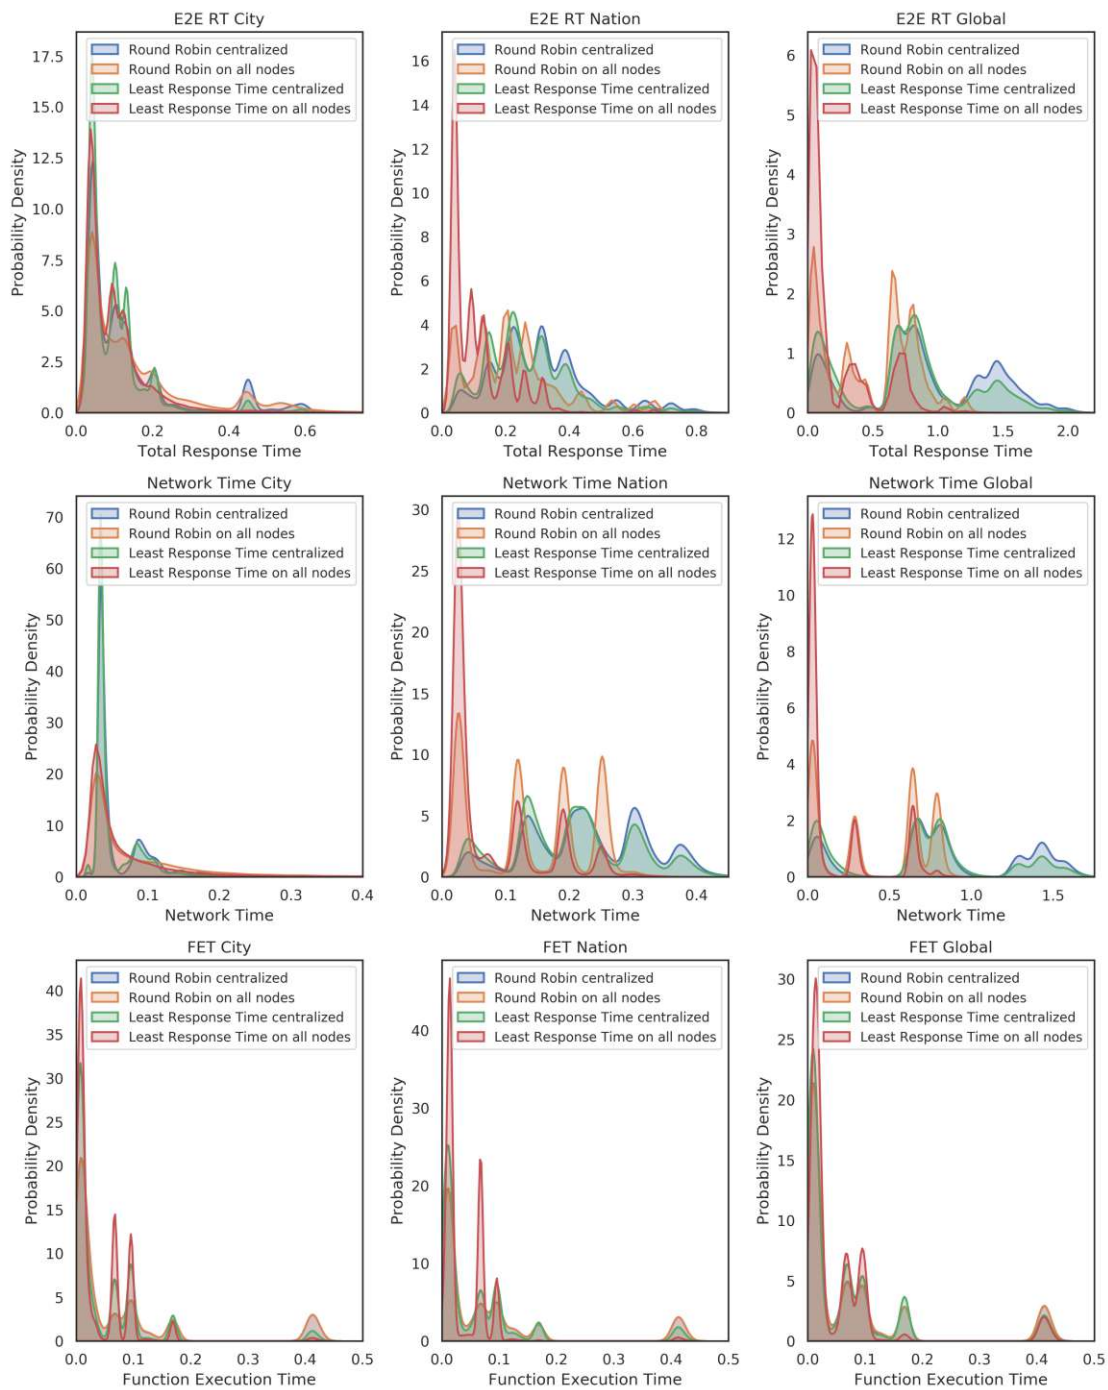 E2E RT City
E2E RT Nation
E2E RT Global
Round Robin centralized
Round Robin on all nodes
Least Response Time centralized
Least Response Time on all nodes
Round Robin centralized
Round Robin on all nodes
Least Response Time centralized
Least Response Time on all nodes
Round Robin centralized
Round Robin on all nodes
Least Response Time centralized
Least Response Time on all nodes
Probability Density
17.5
15.0
12.5
10.0
7.5
5.0
2.5
0.0
Probability Density
16
14
12
10
8
6
4
2
0
Probability Density
6
5
4
3
2
1
0
0.0 0.2 0.4 0.6
0.0 0.2 0.4 0.6 0.8
0.0 0.5 1.0 1.5 2.0
Total Response Time
Total Response Time
Total Response Time
Network Time City
Network Time Nation
Network Time Global
Round Robin centralized
Round Robin on all nodes
Least Response Time centralized
Least Response Time on all nodes
Round Robin centralized
Round Robin on all nodes
Least Response Time centralized
Least Response Time on all nodes
Round Robin centralized
Round Robin on all nodes
Least Response Time centralized
Least Response Time on all nodes
Probability Density
70
60
50
40
30
20
10
0
Probability Density
30
25
20
15
10
5
0
Probability Density
12
10
8
6
4
2
0
0.0 0.1 0.2 0.3 0.4
0.0 0.1 0.2 0.3 0.4
0.0 0.5 1.0 1.5
Network Time
Network Time
Network Time
FET City
FET Nation
FET Global
Round Robin centralized
Round Robin on all nodes
Least Response Time centralized
Least Response Time on all nodes
Round Robin centralized
Round Robin on all nodes
Least Response Time centralized
Least Response Time on all nodes
Round Robin centralized
Round Robin on all nodes
Least Response Time centralized
Least Response Time on all nodes
Probability Density
40
35
30
25
20
15
10
5
0
Probability Density
40
30
20
10
0
Probability Density
30
25
20
15
10
5
0
0.0 0.1 0.2 0.3 0.4 0.5
0.0 0.1 0.2 0.3 0.4 0.5
0.0 0.1 0.2 0.3 0.4 0.5
Function Execution Time
Function Execution Time
Function Execution Time